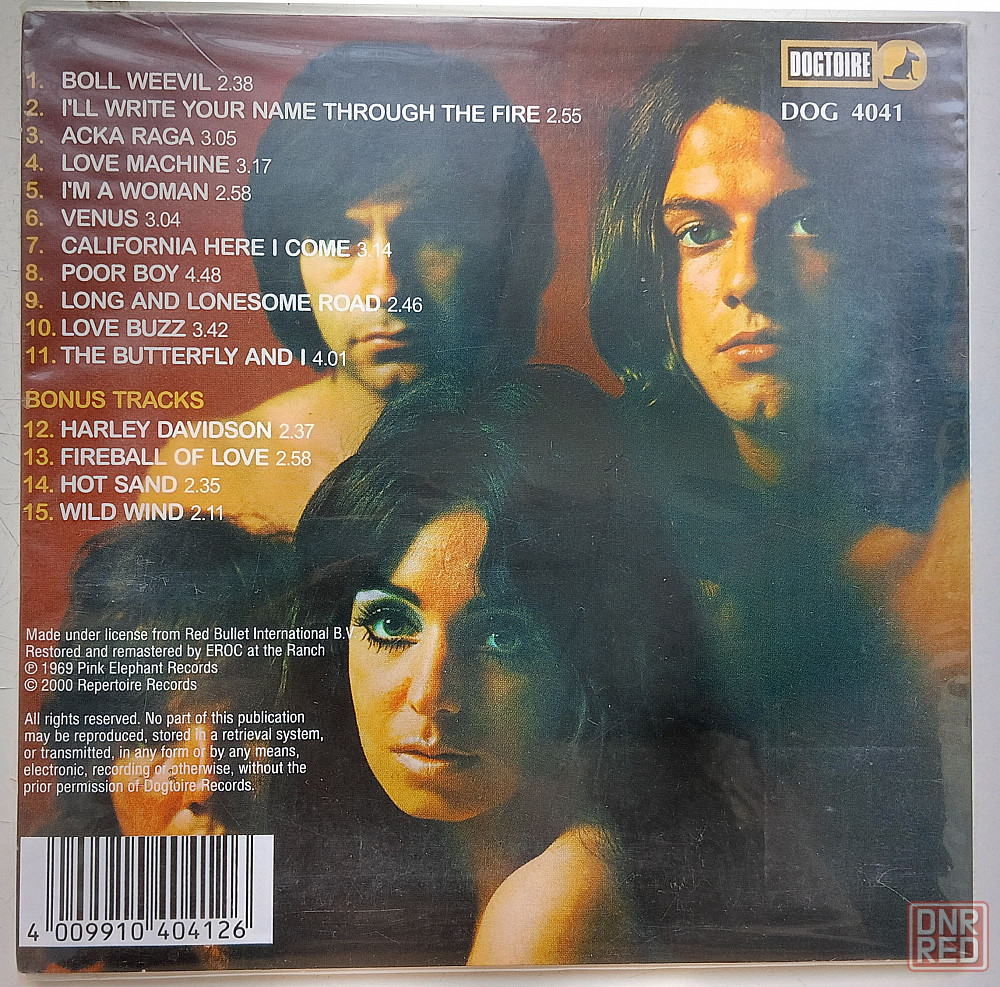 DOGTOIRE
DOG 4041
1. BOLL WEEVIL 2.38
2. I'LL WRITE YOUR NAME THROUGH THE FIRE 2.55
3. ACKA RAGA 3.05
4. LOVE MACHINE 3.17
5. I'M A WOMAN 2.58
6. VENUS 3.04
7. CALIFORNIA HERE I COME 3.14
8. POOR BOY 4.48
9. LONG AND LONESOME ROAD 2.46
10. LOVE BUZZ 3.42
11. THE BUTTERFLY AND I 4.01
BONUS TRACKS
12. HARLEY DAVIDSON 2.37
13. FIREBALL OF LOVE 2.58
14. HOT SAND 2.35
15. WILD WIND 2.11
Made under license from Red Bullet International B.V
Restored and remastered by EROC at the Ranch
℗ 1969 Pink Elephant Records
© 2000 Repertoire Records
All rights reserved. No part of this publication
may be reproduced, stored in a retrieval system,
or transmitted, in any form or by any means,
electronic, recording or otherwise, without the
prior permission of Dogtoire Records.
4 009910 404126
DNR
RED